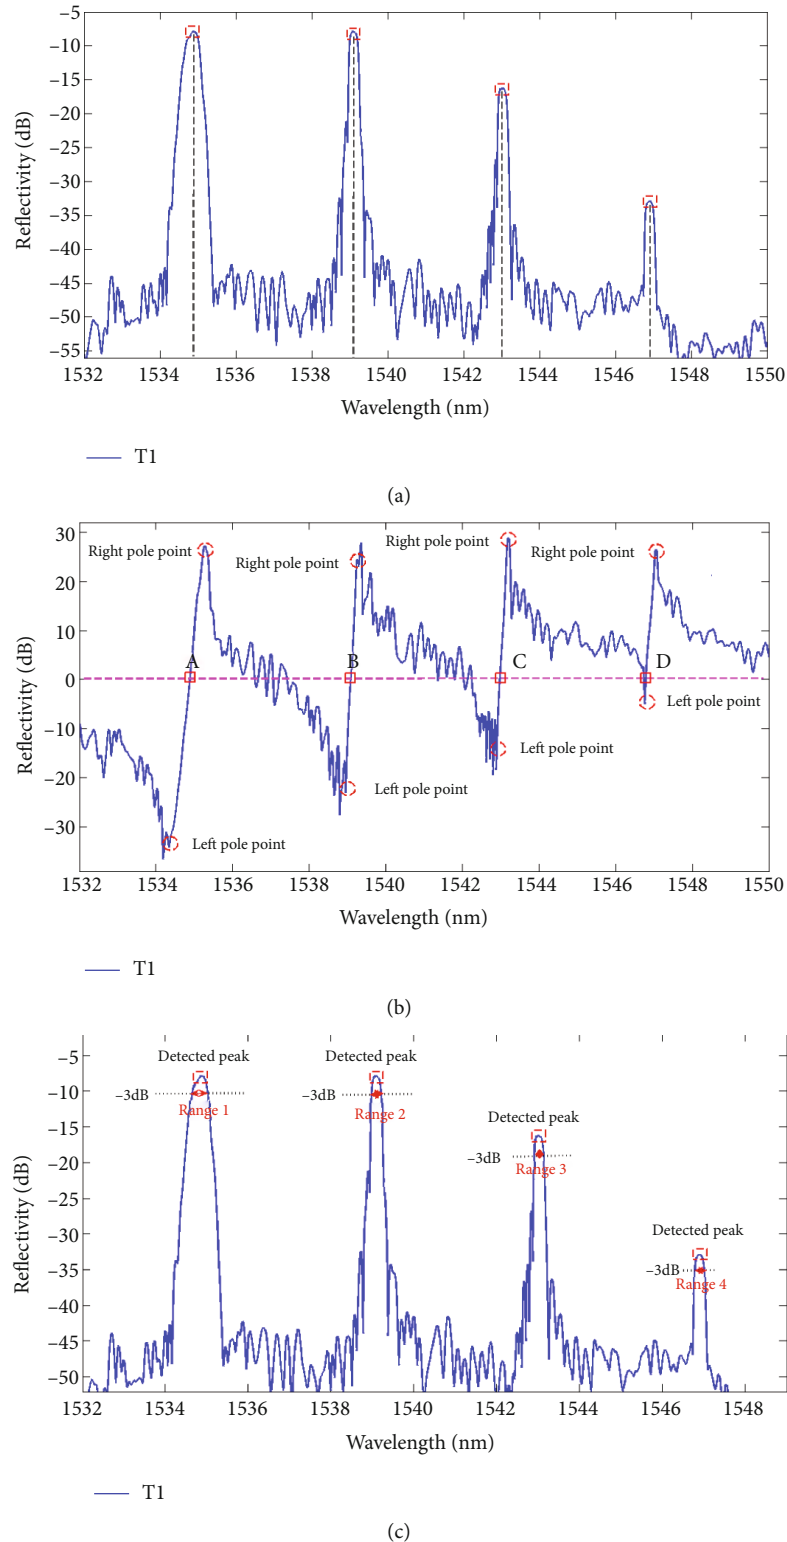 −5
−10
−15
−20
−25
−30
−35
−40
−45
−50
−55
Reflectivity (dB)
1532 1534 1536 1538 1540 1542 1544 1546 1548 1550
Wavelength (nm)
T1
(a)
30
20
10
0
−10
−20
−30
Reflectivity (dB)
Right pole point
Right pole point
Right pole point
Right pole point
A
B
C
D
Left pole point
Left pole point
Left pole point
Left pole point
1532 1534 1536 1538 1540 1542 1544 1546 1548 1550
Wavelength (nm)
T1
(b)
−5
−10
−15
−20
−25
−30
−35
−40
−45
−50
Reflectivity (dB)
Detected peak
−3dB
Range 1
Detected peak
−3dB
Range 2
Detected peak
−3dB
Range 3
Detected peak
−3dB
Range 4
1532 1534 1536 1538 1540 1542 1544 1546 1548
Wavelength (nm)
T1
(c)